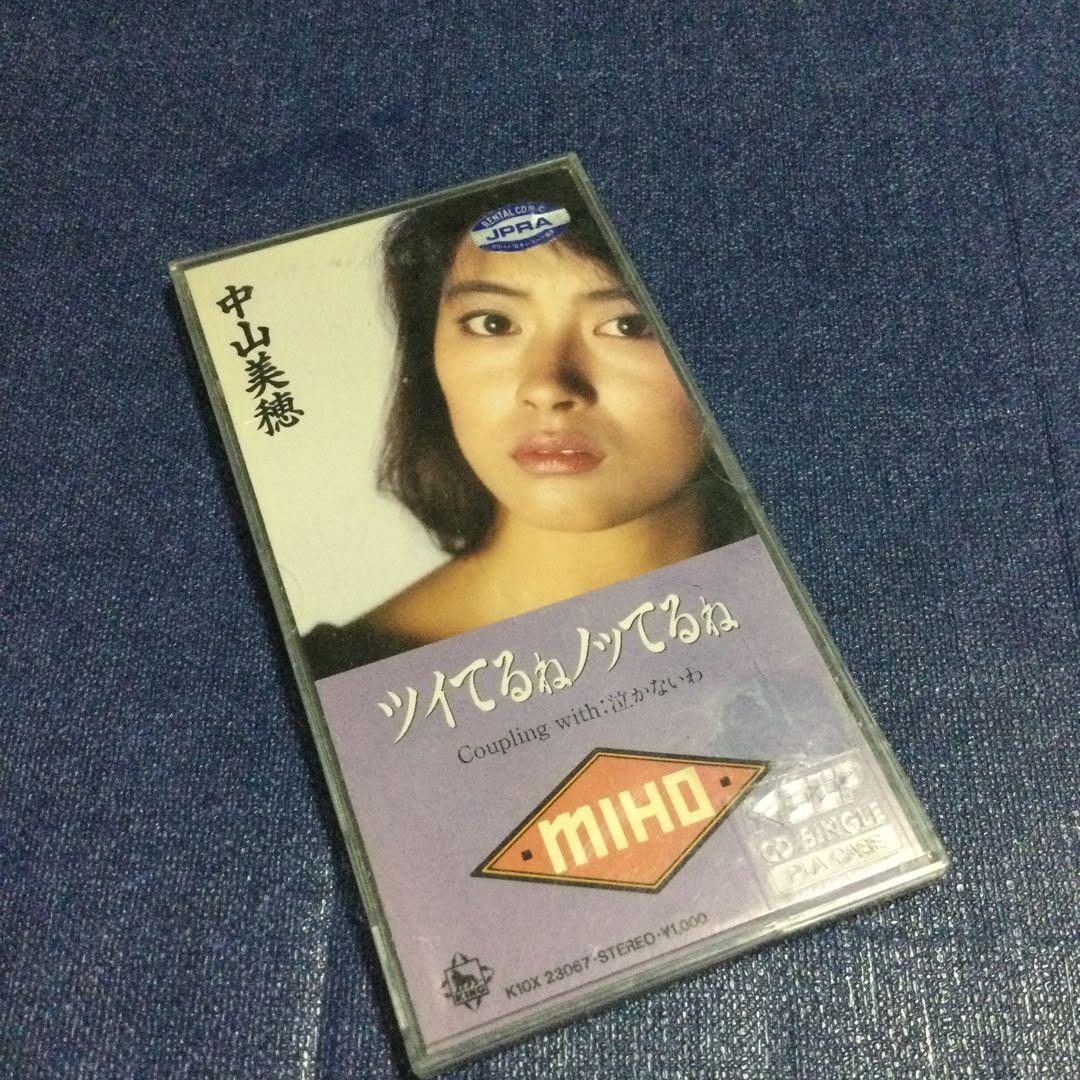 RENTAL CD
JPRA
中山美穂
ツイてるねノッてるね
Coupling with:泣かないわ
MIHO
CD SINGLE
PLA CASE
K10X 23067·STEREO·¥1,000
KING